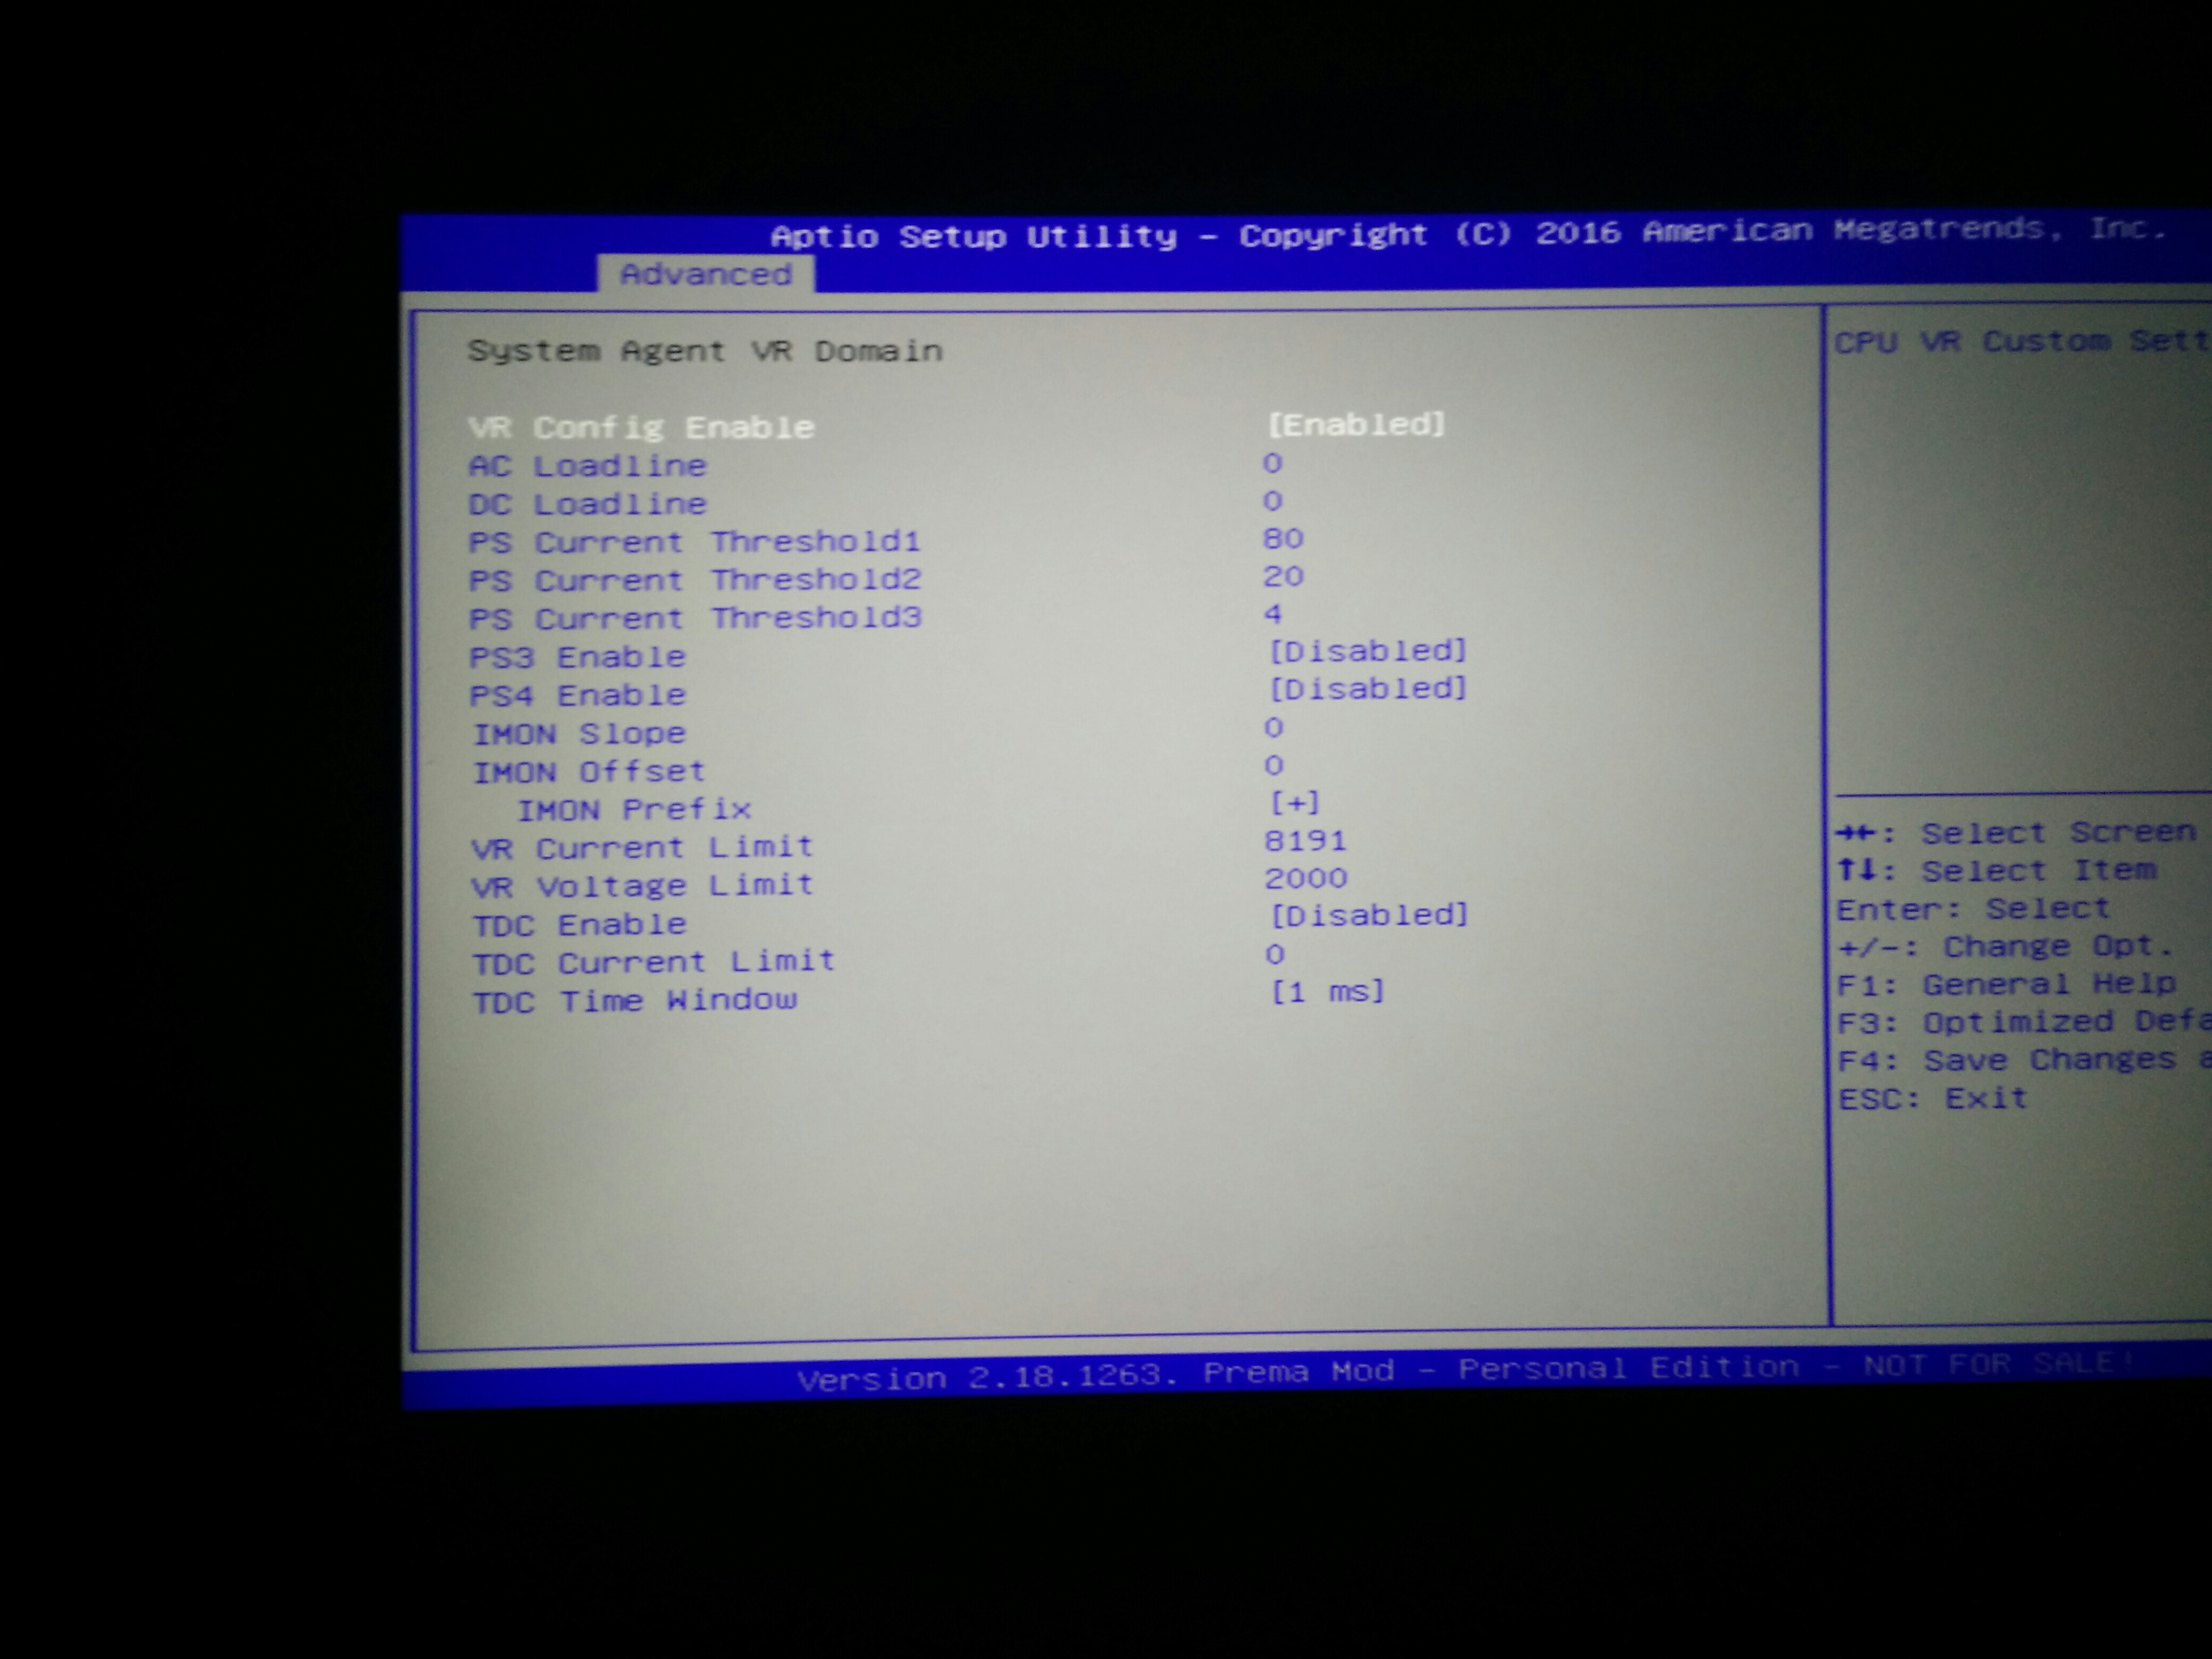 Aptio Setup Utility – Copyright (C) 2016 American Megatrends, Inc.
Advanced
System Agent VR Domain
VR Config Enable [Enabled]
AC Loadline 0
DC Loadline 0
PS Current Threshold1 80
PS Current Threshold2 20
PS Current Threshold3 4
PS3 Enable [Disabled]
PS4 Enable [Disabled]
IMON Slope 0
IMON Offset 0
IMON Prefix [+]
VR Current Limit 8191
VR Voltage Limit 2000
TDC Enable [Disabled]
TDC Current Limit 0
TDC Time Window [1 ms]
CPU VR Custom Sett
→←: Select Screen
↑↓: Select Item
Enter: Select
+/-: Change Opt.
F1: General Help
F3: Optimized Defa
F4: Save Changes a
ESC: Exit
Version 2.18.1263. Prema Mod – Personal Edition – NOT FOR SALE!